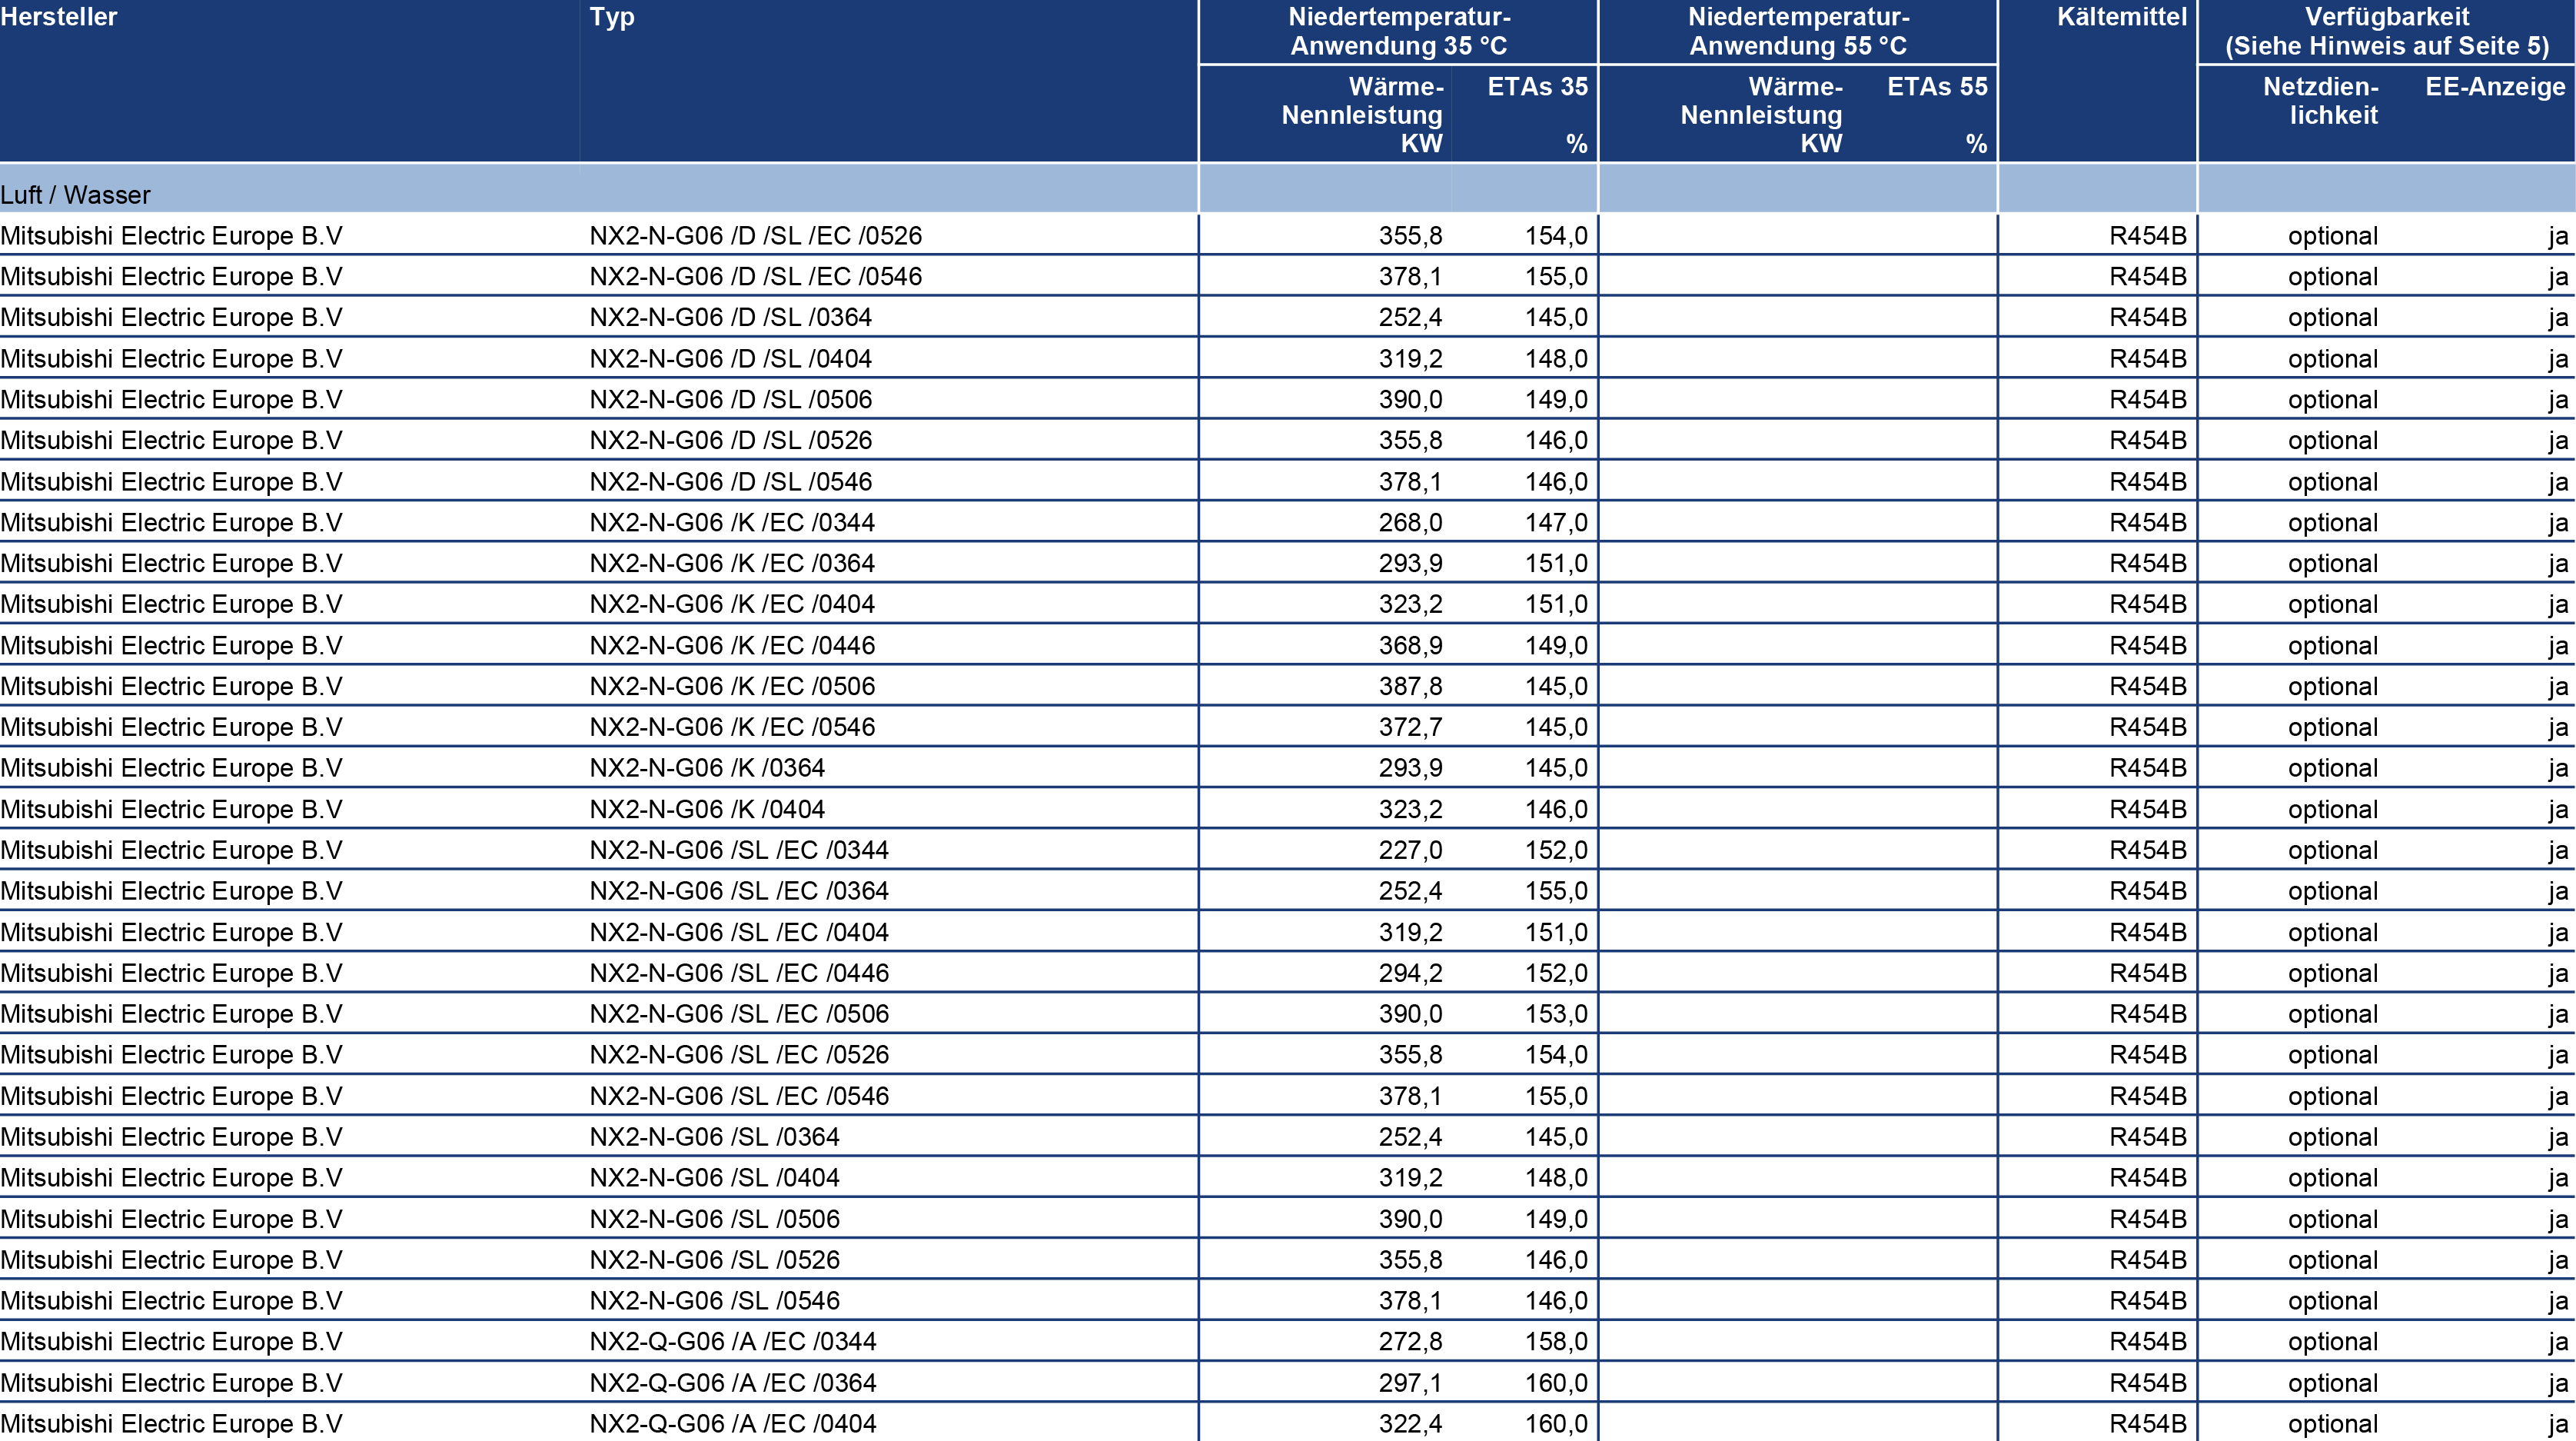 Hersteller Typ Niedertemperatur- Niedertemperatur- Kältemittel Verfügbarkeit
Anwendung 35 °C Anwendung 55 °C (Siehe Hinweis auf Seite 5)
Wärme- ETAs 35 Wärme- ETAs 55 Netzdien- EE-Anzeige
Nennleistung Nennleistung lichkeit
KW % KW %
Luft / Wasser
Mitsubishi Electric Europe B.V NX2-N-G06 /D /SL /EC /0526 355,8 154,0 R454B optional ja
Mitsubishi Electric Europe B.V NX2-N-G06 /D /SL /EC /0546 378,1 155,0 R454B optional ja
Mitsubishi Electric Europe B.V NX2-N-G06 /D /SL /0364 252,4 145,0 R454B optional ja
Mitsubishi Electric Europe B.V NX2-N-G06 /D /SL /0404 319,2 148,0 R454B optional ja
Mitsubishi Electric Europe B.V NX2-N-G06 /D /SL /0506 390,0 149,0 R454B optional ja
Mitsubishi Electric Europe B.V NX2-N-G06 /D /SL /0526 355,8 146,0 R454B optional ja
Mitsubishi Electric Europe B.V NX2-N-G06 /D /SL /0546 378,1 146,0 R454B optional ja
Mitsubishi Electric Europe B.V NX2-N-G06 /K /EC /0344 268,0 147,0 R454B optional ja
Mitsubishi Electric Europe B.V NX2-N-G06 /K /EC /0364 293,9 151,0 R454B optional ja
Mitsubishi Electric Europe B.V NX2-N-G06 /K /EC /0404 323,2 151,0 R454B optional ja
Mitsubishi Electric Europe B.V NX2-N-G06 /K /EC /0446 368,9 149,0 R454B optional ja
Mitsubishi Electric Europe B.V NX2-N-G06 /K /EC /0506 387,8 145,0 R454B optional ja
Mitsubishi Electric Europe B.V NX2-N-G06 /K /EC /0546 372,7 145,0 R454B optional ja
Mitsubishi Electric Europe B.V NX2-N-G06 /K /0364 293,9 145,0 R454B optional ja
Mitsubishi Electric Europe B.V NX2-N-G06 /K /0404 323,2 146,0 R454B optional ja
Mitsubishi Electric Europe B.V NX2-N-G06 /SL /EC /0344 227,0 152,0 R454B optional ja
Mitsubishi Electric Europe B.V NX2-N-G06 /SL /EC /0364 252,4 155,0 R454B optional ja
Mitsubishi Electric Europe B.V NX2-N-G06 /SL /EC /0404 319,2 151,0 R454B optional ja
Mitsubishi Electric Europe B.V NX2-N-G06 /SL /EC /0446 294,2 152,0 R454B optional ja
Mitsubishi Electric Europe B.V NX2-N-G06 /SL /EC /0506 390,0 153,0 R454B optional ja
Mitsubishi Electric Europe B.V NX2-N-G06 /SL /EC /0526 355,8 154,0 R454B optional ja
Mitsubishi Electric Europe B.V NX2-N-G06 /SL /EC /0546 378,1 155,0 R454B optional ja
Mitsubishi Electric Europe B.V NX2-N-G06 /SL /0364 252,4 145,0 R454B optional ja
Mitsubishi Electric Europe B.V NX2-N-G06 /SL /0404 319,2 148,0 R454B optional ja
Mitsubishi Electric Europe B.V NX2-N-G06 /SL /0506 390,0 149,0 R454B optional ja
Mitsubishi Electric Europe B.V NX2-N-G06 /SL /0526 355,8 146,0 R454B optional ja
Mitsubishi Electric Europe B.V NX2-N-G06 /SL /0546 378,1 146,0 R454B optional ja
Mitsubishi Electric Europe B.V NX2-Q-G06 /A /EC /0344 272,8 158,0 R454B optional ja
Mitsubishi Electric Europe B.V NX2-Q-G06 /A /EC /0364 297,1 160,0 R454B optional ja
Mitsubishi Electric Europe B.V NX2-Q-G06 /A /EC /0404 322,4 160,0 R454B optional ja